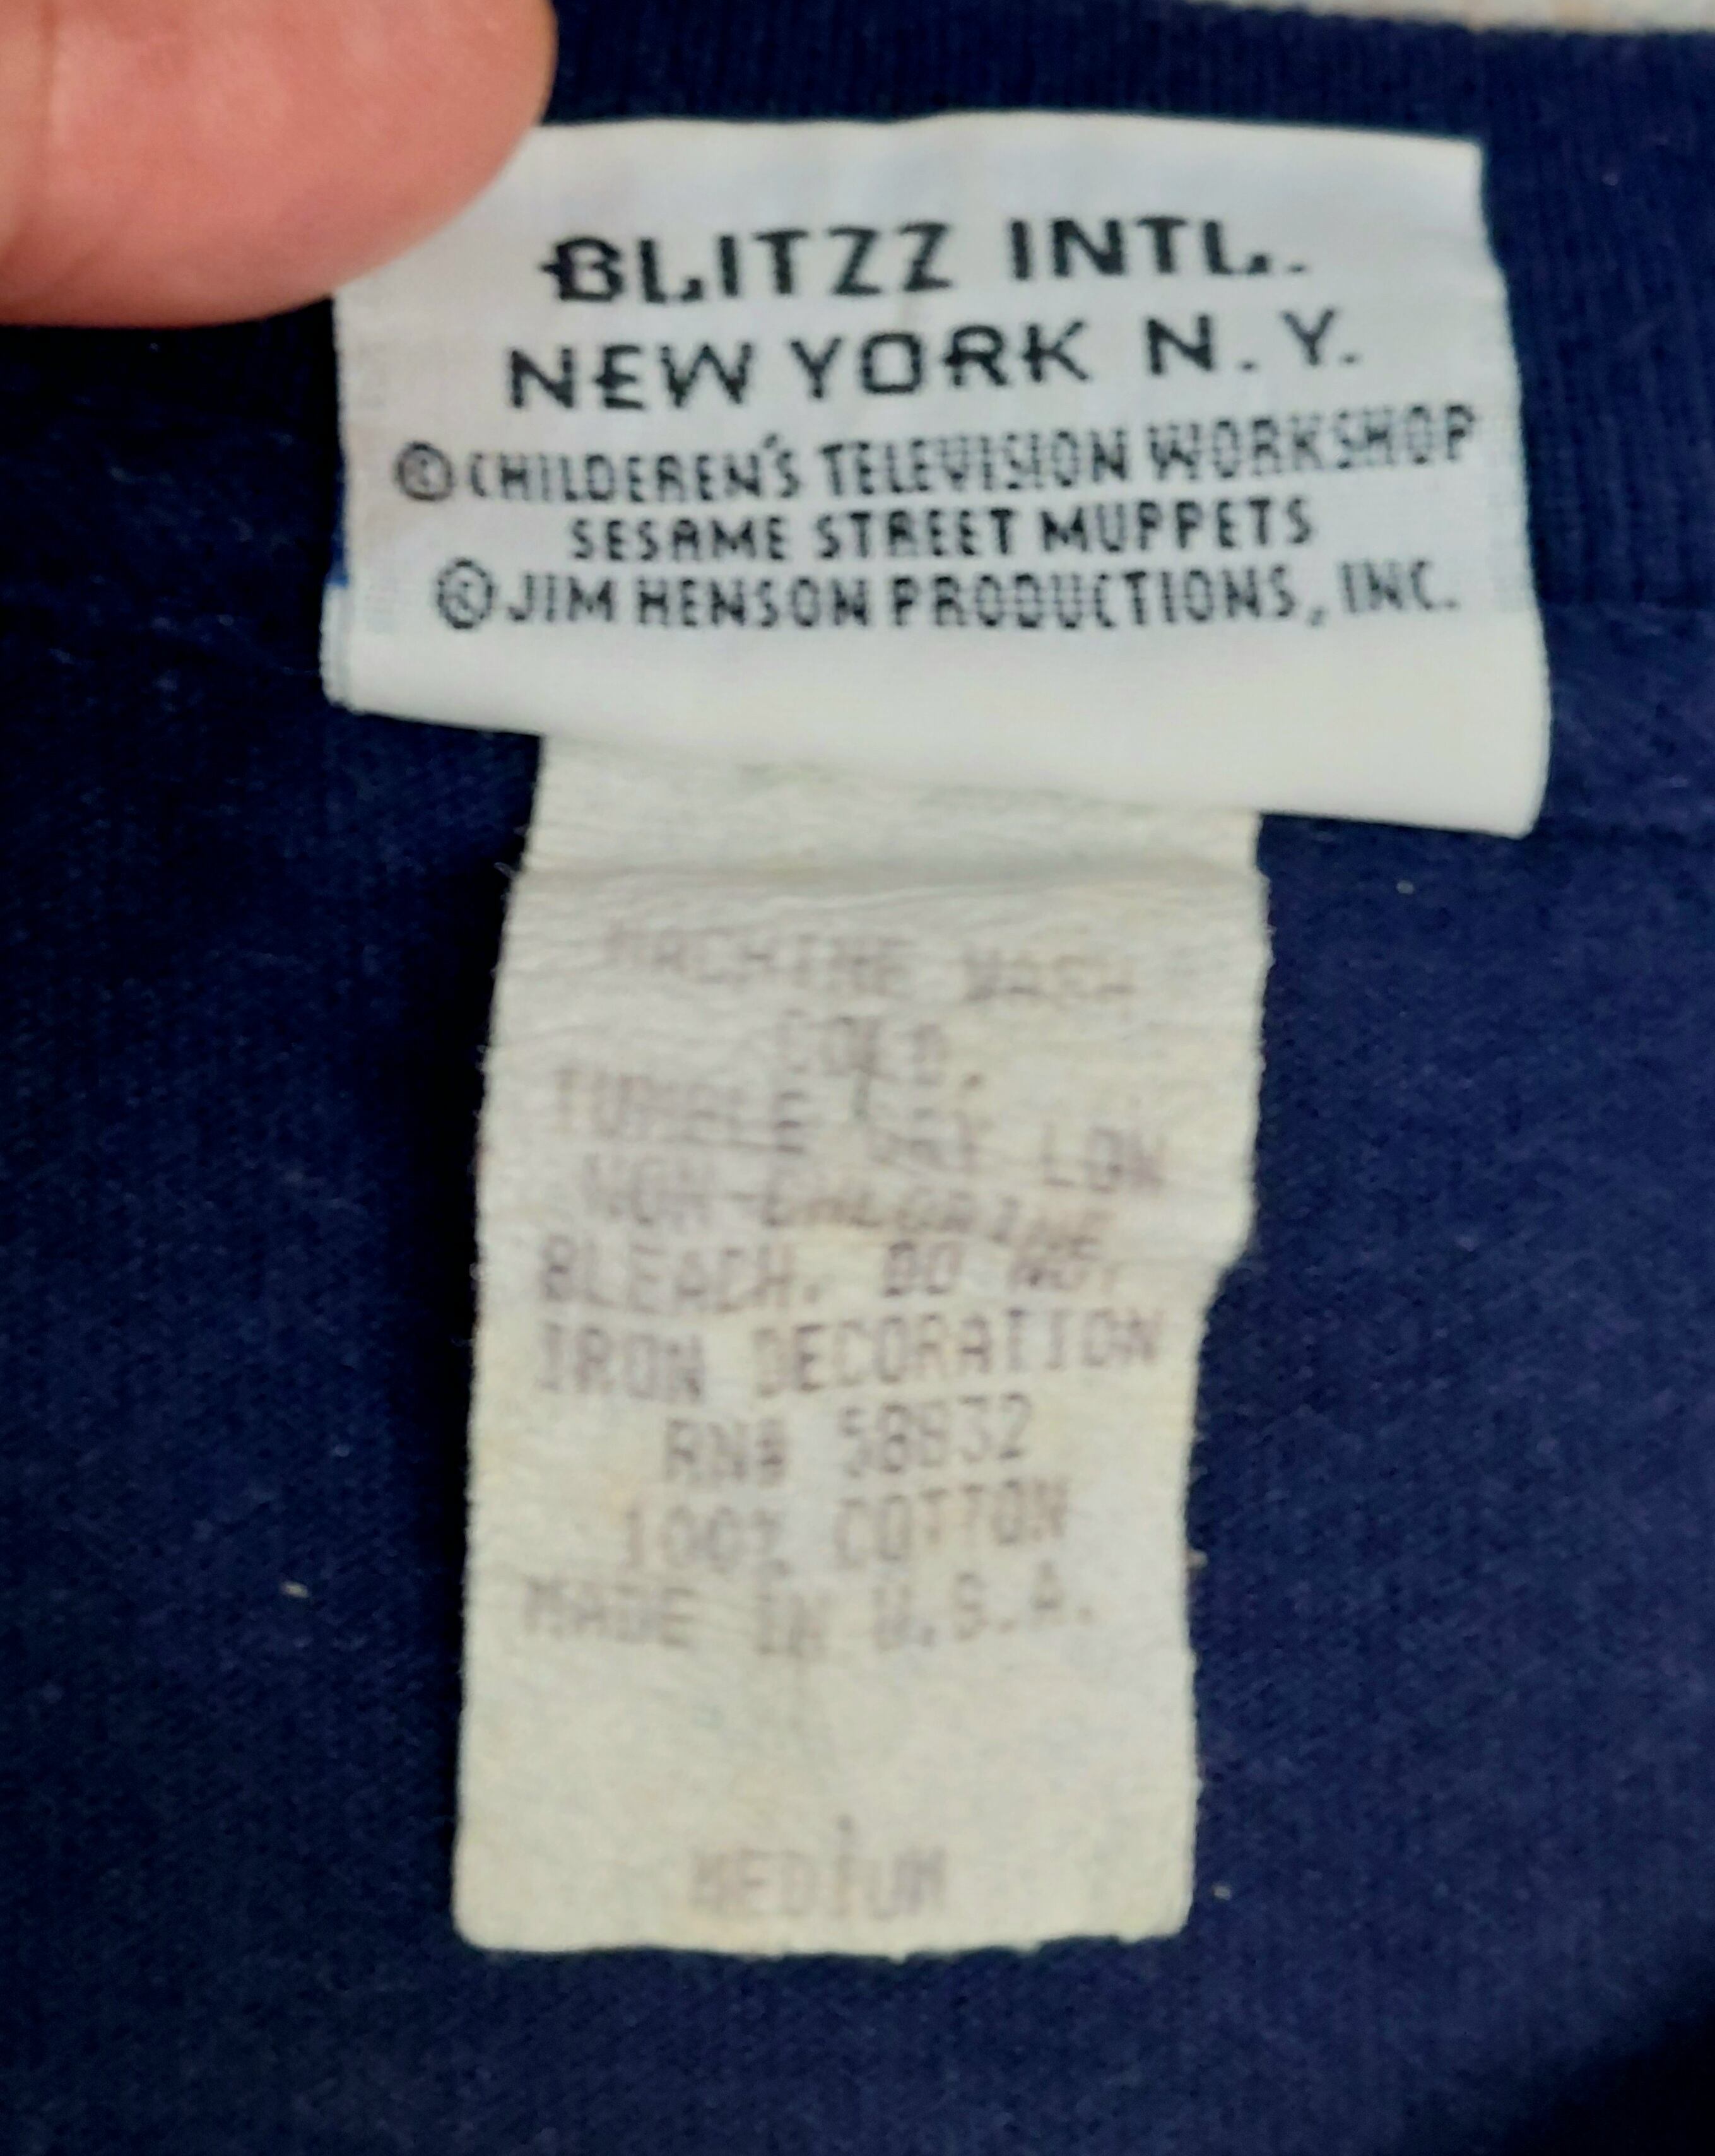 BLITZZ INTL.
NEW YORK N.Y.
©CHILDEREN'S TELEVISION WORKSHOP
SESAME STREET MUPPETS
©JIM HENSON PRODUCTIONS, INC.
MACHINE WASH
COLD.
TUMBLE DRY LOW
NON-CHLORINE
BLEACH. DO NOT
IRON DECORATION
RN# 58832
100% COTTON
MADE IN U.S.A.
MEDIUM